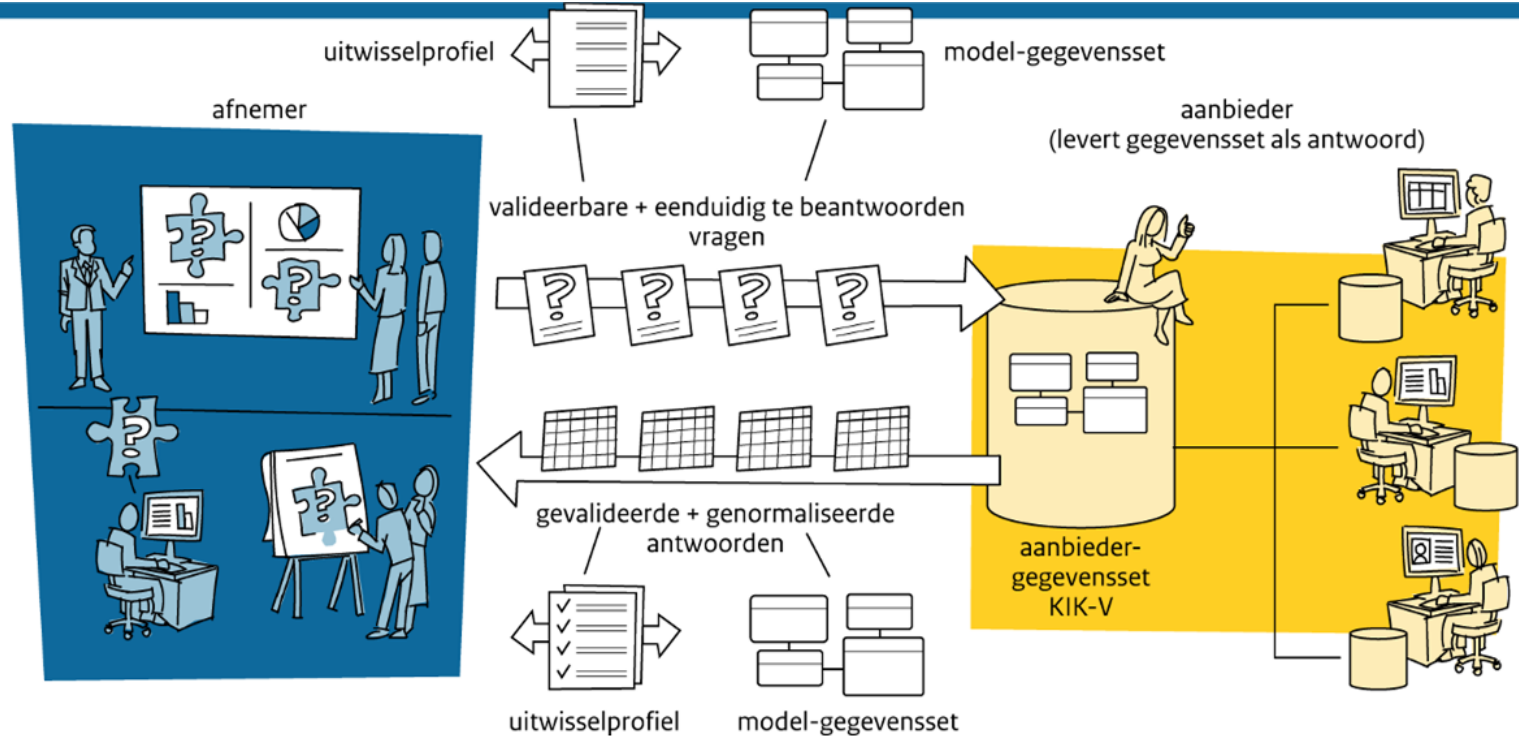 uitwisselprofiel
model-gegevensset
afnemer
aanbieder
(levert gegevensset als antwoord)
valideerbare + eenduidig te beantwoorden
vragen
?
?
?
?
?
?
?
?
gevalideerde + genormaliseerde
antwoorden
aanbieder-
gegevensset
KIK-V
uitwisselprofiel
model-gegevensset